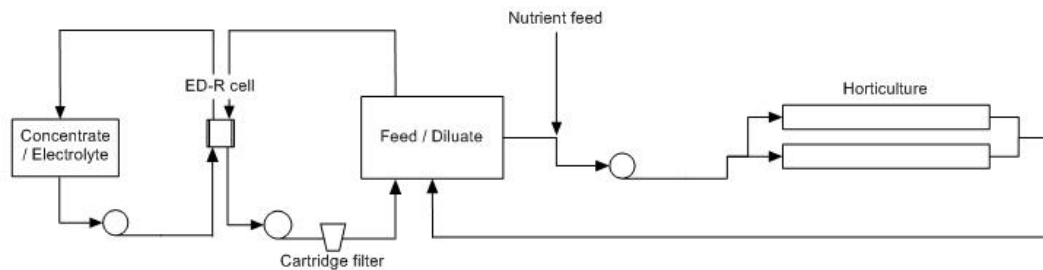 Nutrient feed
ED-R cell
Horticulture
Concentrate
/ Electrolyte
Feed / Diluate
Cartridge filter